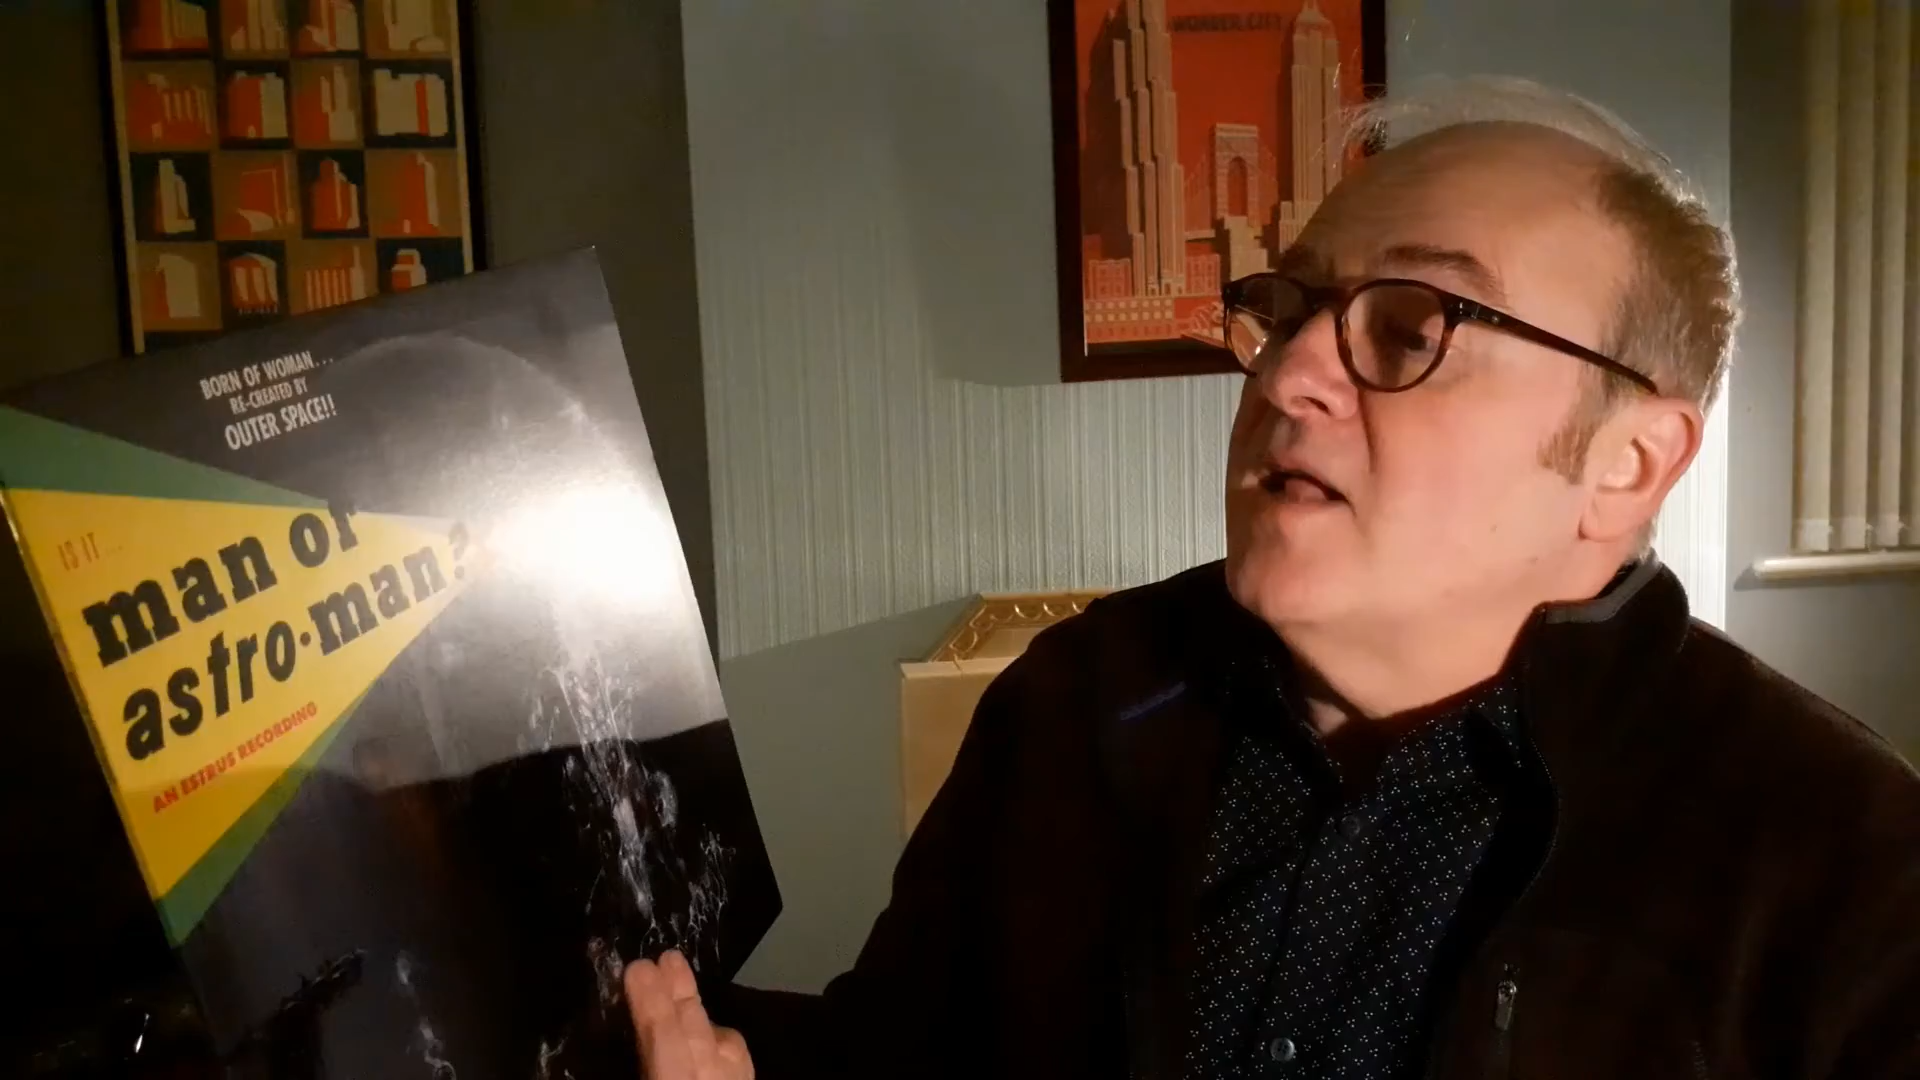 WONDER CITY
BORN OF WOMAN...
RE-CREATED BY
OUTER SPACE!!
IS IT...
man or
astro-man?
AN ESTRUS RECORDING